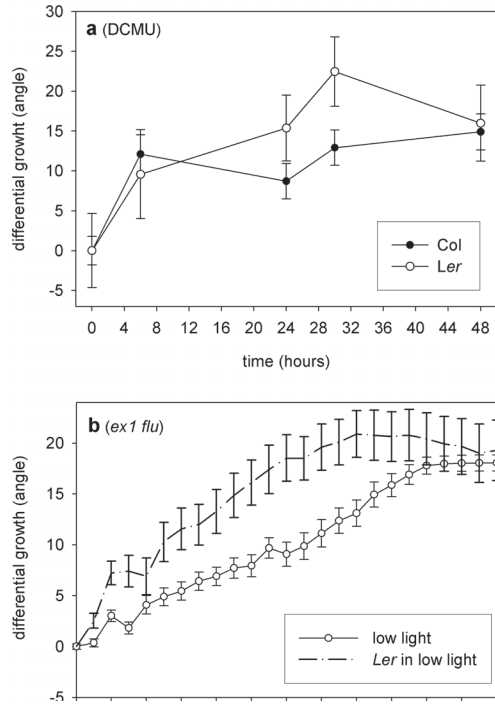 a (DCMU)
differential growht (angle)
30
25
20
15
10
5
0
-5
Col
Ler
0 4 6 8 12 16 20 24 28 32 36 40 44 48
time (hours)
b (ex1 flu)
differential growth (angle)
20
15
10
5
0
-5
low light
Ler in low light